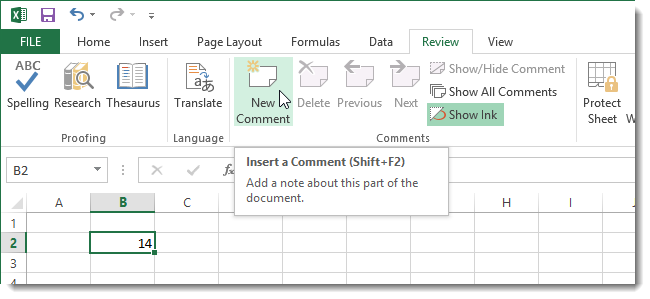 FILE Home Insert Page Layout Formulas Data Review View
ABC
Spelling Research Thesaurus Translate New Comment Delete Previous Next Show/Hide Comment
Show All Comments
Show Ink
Protect Sheet W
Proofing Language Comments
B2 fx
Insert a Comment (Shift+F2)
Add a note about this part of the
document.
A B C H I J
1
2 14
3
4